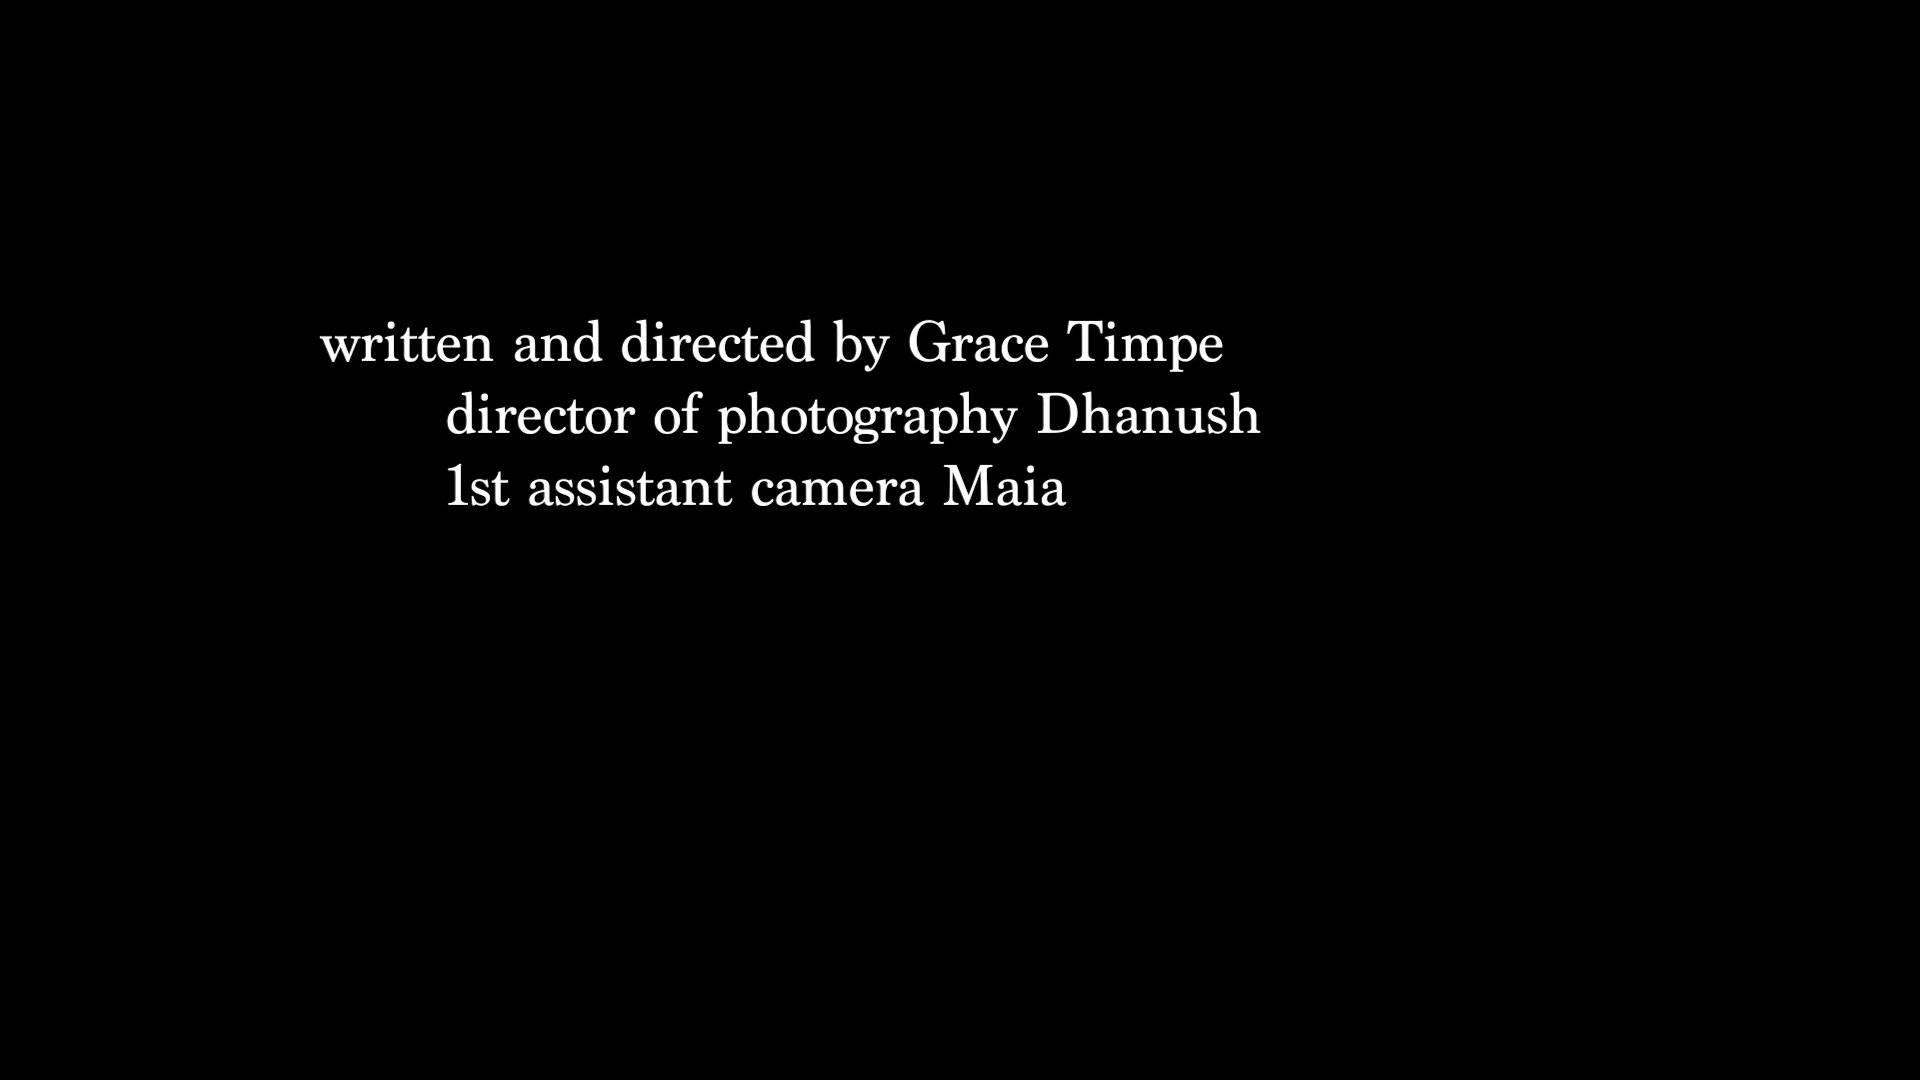 written and directed by Grace Timpe
director of photography Dhanush
1st assistant camera Maia